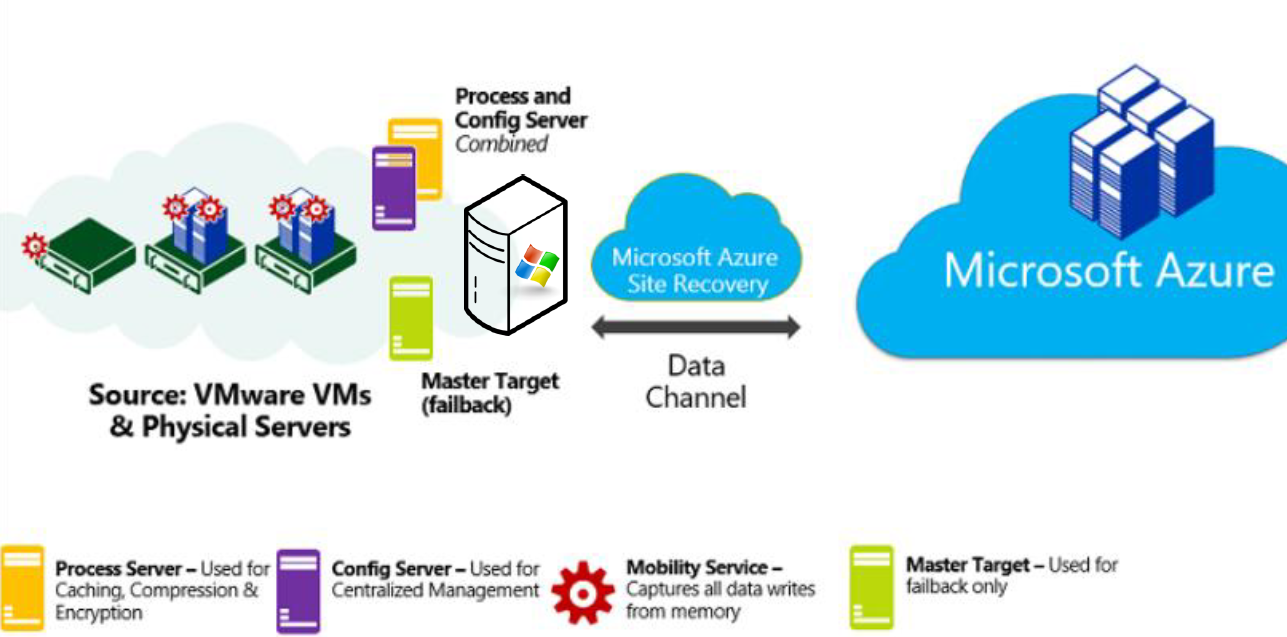 Process and
Config Server
Combined
Microsoft Azure
Site Recovery
Microsoft Azure
Data
Channel
Master Target
(failback)
Source: VMware VMs
& Physical Servers
Process Server – Used for
Caching, Compression &
Encryption
Config Server – Used for
Centralized Management
Mobility Service –
Captures all data writes
from memory
Master Target – Used for
failback only